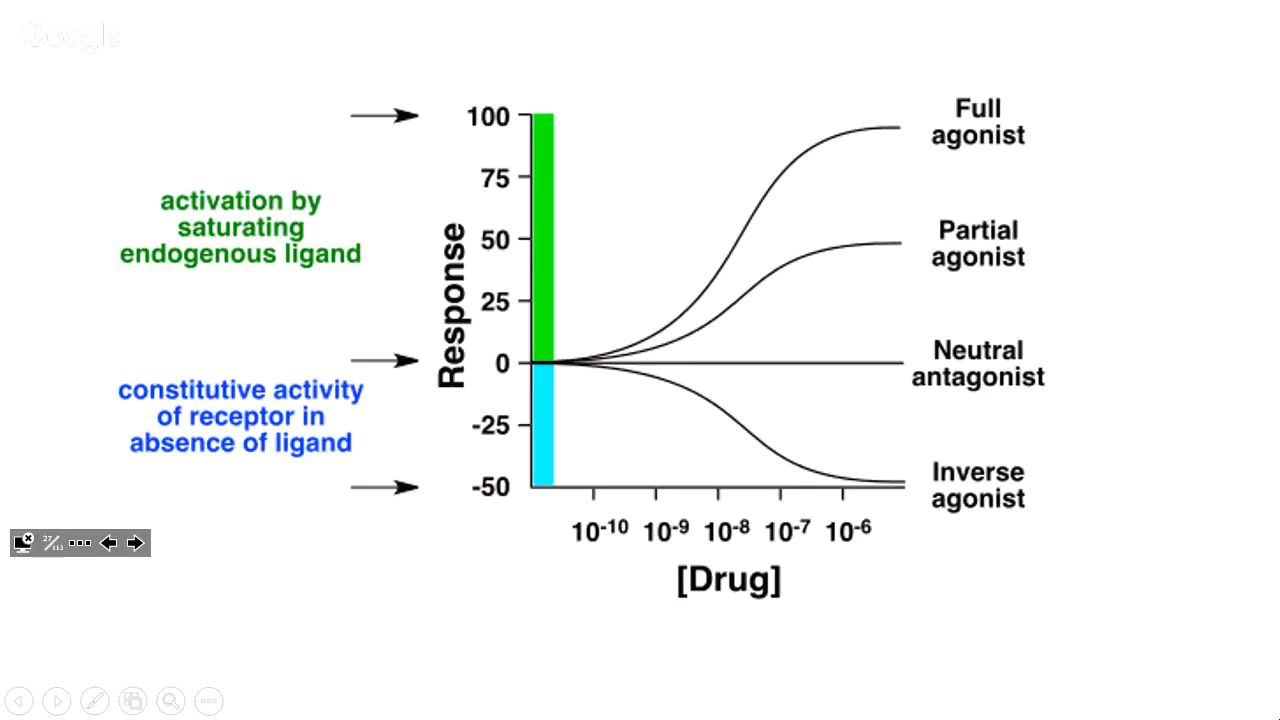 Google
Full
agonist
100
activation by
saturating
endogenous ligand
75
Response
50
Partial
agonist
25
0
Neutral
antagonist
constitutive activity
of receptor in
absence of ligand
-25
-50
Inverse
agonist
10-10 10-9 10-8 10-7 10-6
[Drug]
27/113